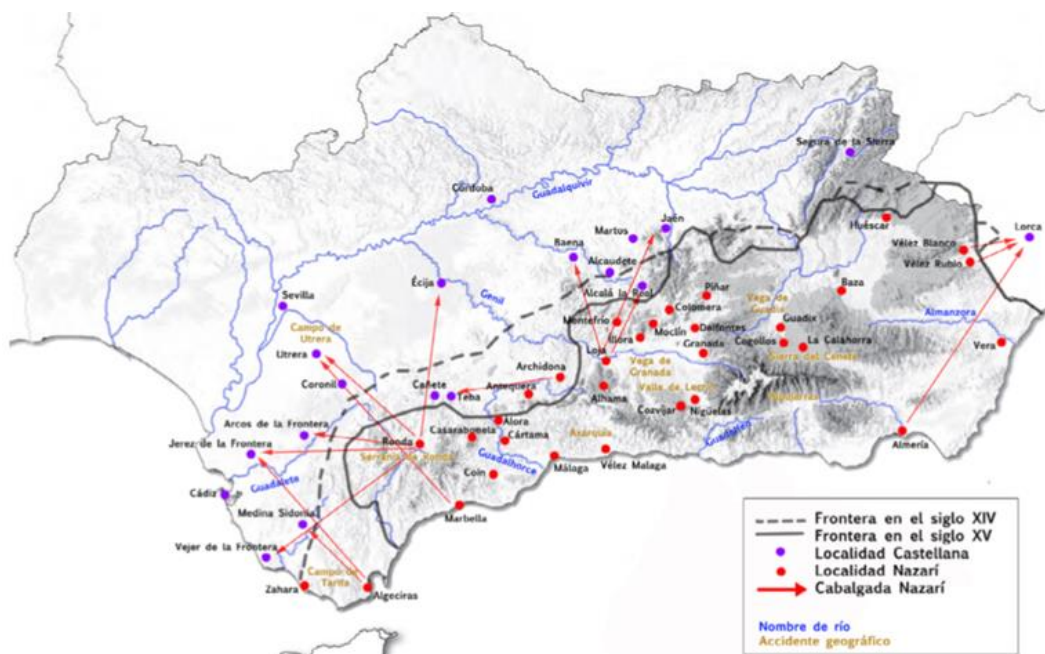 Segura de la Sierra
Córdoba
Guadalquivir
Huéscar
Jaén
Martos
Baena
Lorca
Vélez Blanco
Vélez Rubio
Alcaudete
Écija
Alcalá la Real
Piñar
Baza
Genil
Sevilla
Colomera
Vega de
Guadix
Almanzora
Montefrío
Moclín
Deifontes
Guadix
Campo de
Utrera
Íllora
Cogollos
La Calahorra
Vera
Utrera
Granada
Sierra del Cenete
Loja
Vega de
Granada
Archidona
Coronil
Cañete
Teba
Antequera
Alhama
Valle de Lecrín
Cozvíjar
Nigüelas
Arcos de la Frontera
Álora
Jerez de la Frontera
Ronda
Casarabonela
Cártama
Axarquía
Almería
Serranía de Ronda
Guadalhorce
Málaga
Vélez Malaga
Guadalete
Coín
Cádiz
Marbella
Medina Sidonia
Vejer de la Frontera
Campo de
Tarifa
Zahara
Algeciras
Frontera en el siglo XIV
Frontera en el siglo XV
Localidad Castellana
Localidad Nazarí
Cabalgada Nazarí
Nombre de río
Accidente geográfico